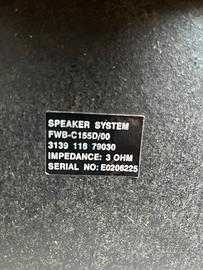 SPEAKER SYSTEM
FWB-C155D/00
3139 118 79030
IMPEDANCE: 3 OHM
SERIAL NO: E0206225